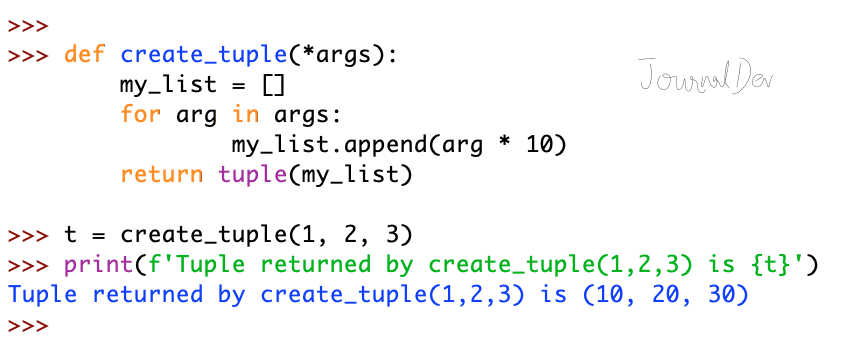 >>>
>>> def create_tuple(*args):
        my_list = []
        for arg in args:
                my_list.append(arg * 10)
        return tuple(my_list)
>>> t = create_tuple(1, 2, 3)
>>> print(f'Tuple returned by create_tuple(1,2,3) is {t}')
Tuple returned by create_tuple(1,2,3) is (10, 20, 30)
>>>
JournalDev